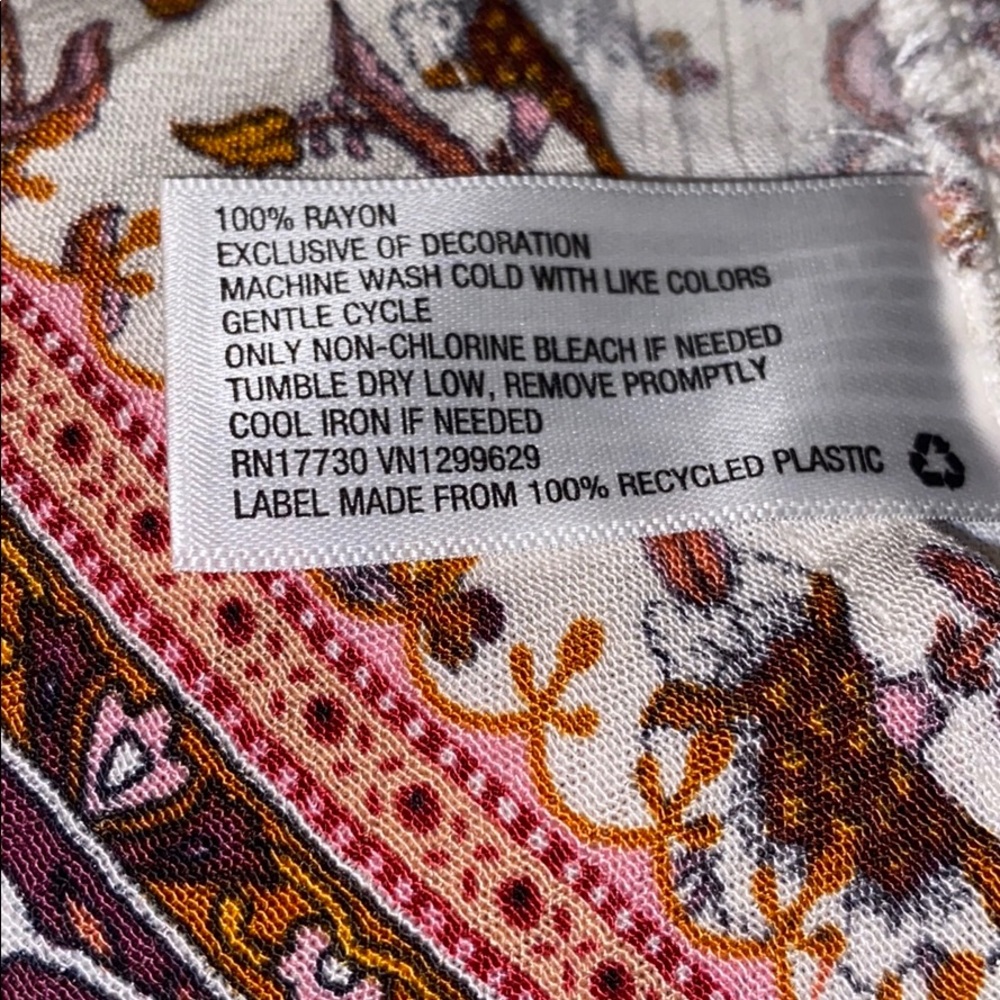 100% RAYON
EXCLUSIVE OF DECORATION
MACHINE WASH COLD WITH LIKE COLORS
GENTLE CYCLE
ONLY NON-CHLORINE BLEACH IF NEEDED
TUMBLE DRY LOW, REMOVE PROMPTLY
COOL IRON IF NEEDED
RN17730 VN1299629
LABEL MADE FROM 100% RECYCLED PLASTIC